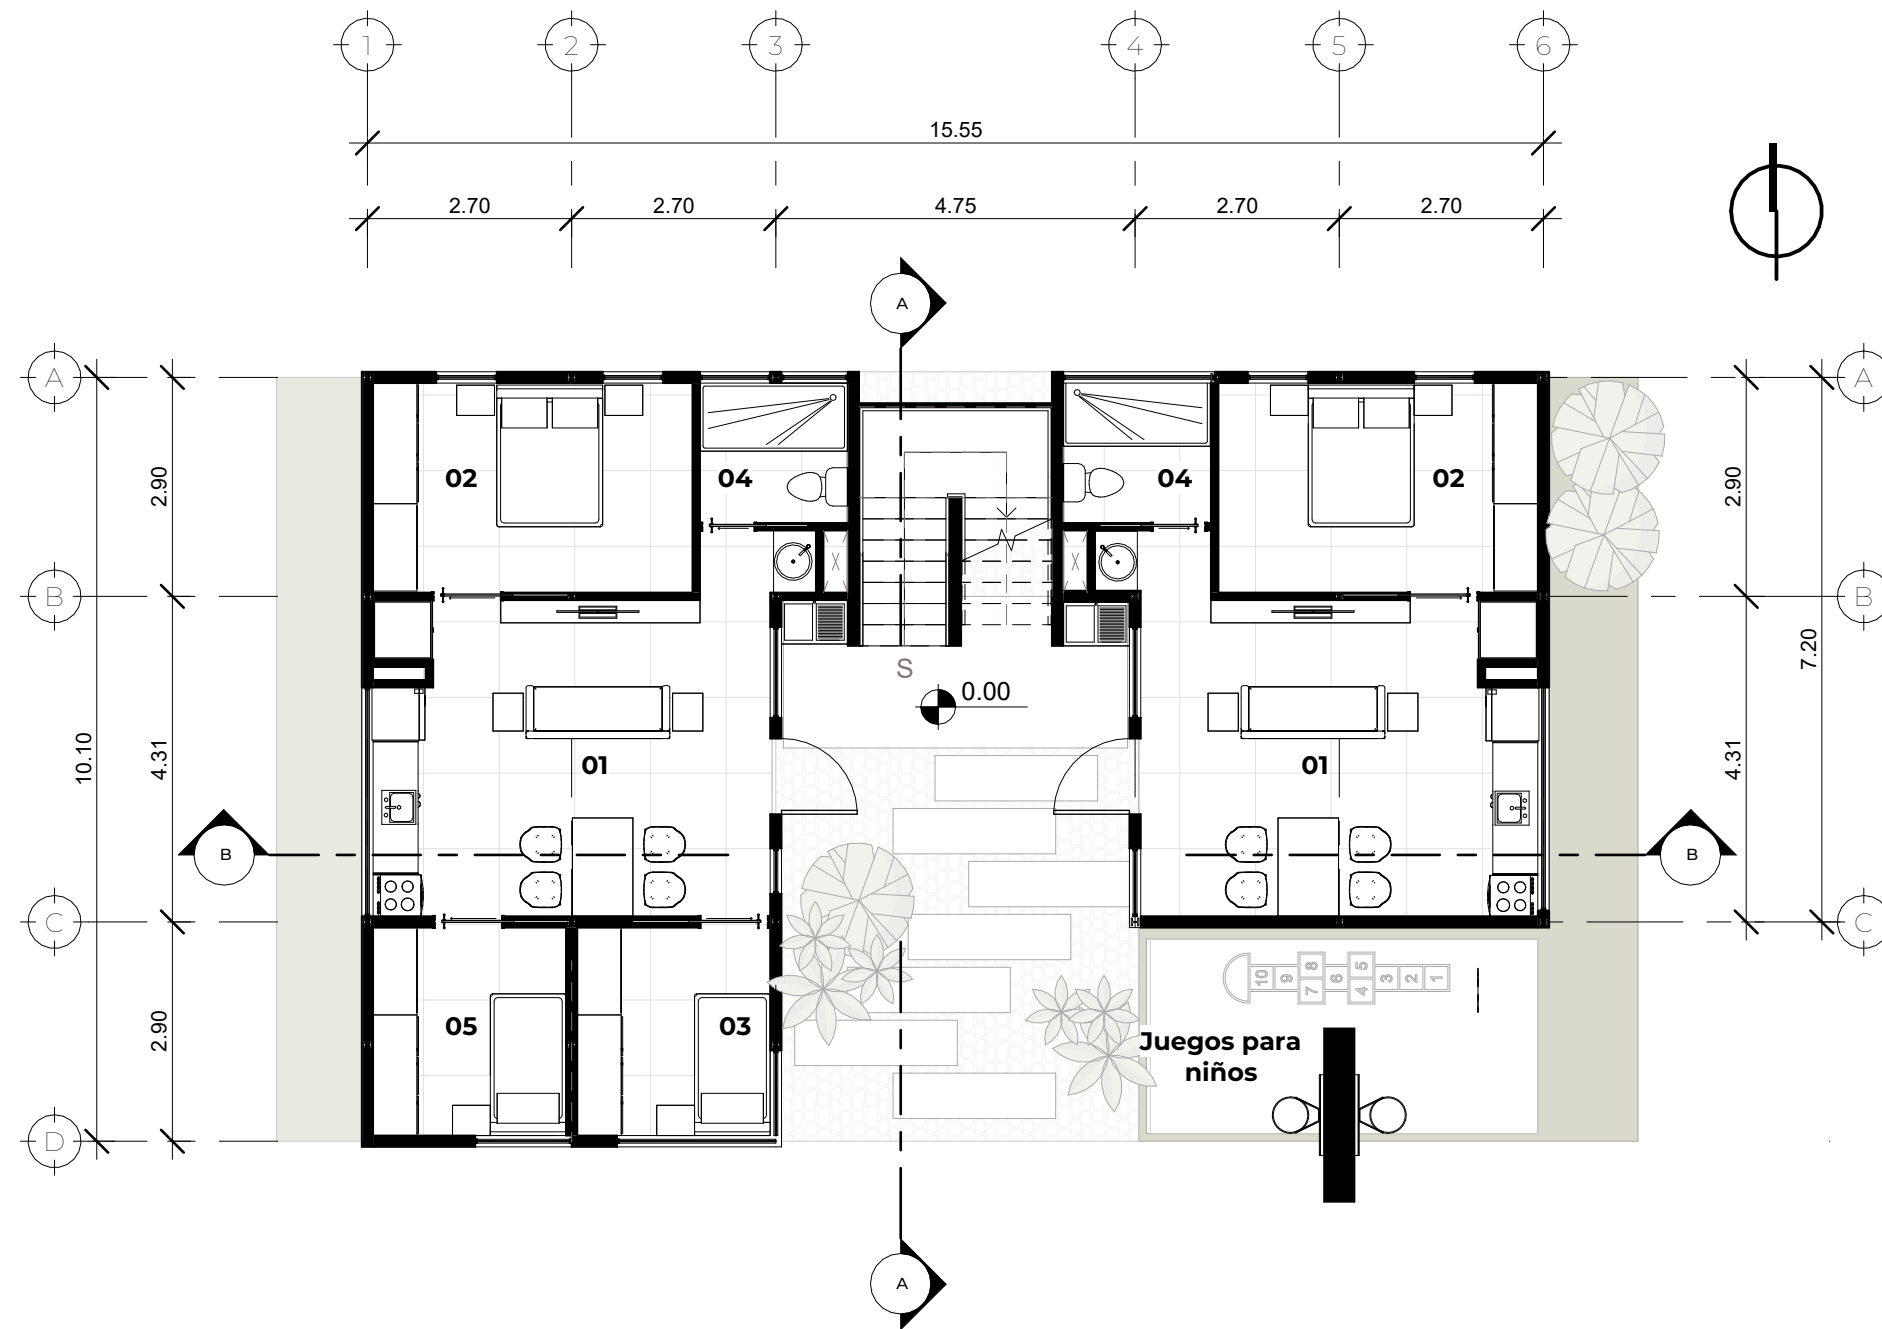 1 2 3 4 5 6
15.55
2.70 2.70 4.75 2.70 2.70
A
A A
02 04 04 02
2.90 2.90
B B
7.20
S
0.00
10.10 4.31 01 01 4.31
B B
C C
10 9 8 7 6 5 4 3 2 1
2.90 05 03
Juegos para
niños
D
A